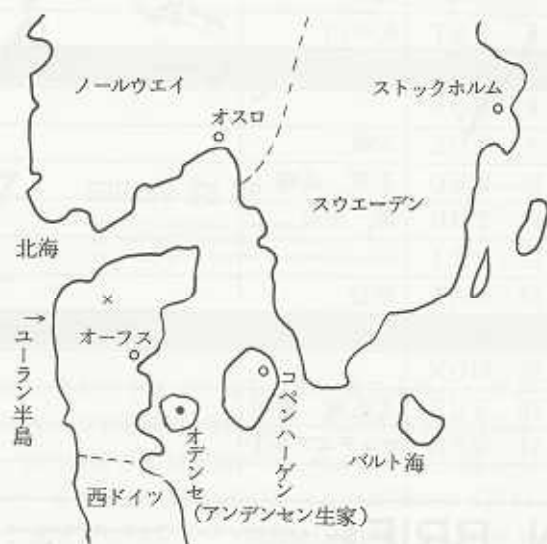 ノールウエイ
ストックホルム
オスロ
スウエーデン
北海
×
→
オーフス
ユーラン半島
コペンハーゲン
オデンセ
バルト海
西ドイツ
(アンデンセン生家)